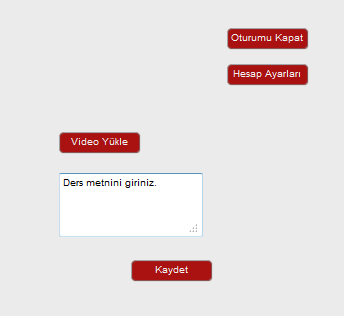 Oturumu Kapat
Hesap Ayarları
Video Yükle
Ders metnini giriniz.
Kaydet